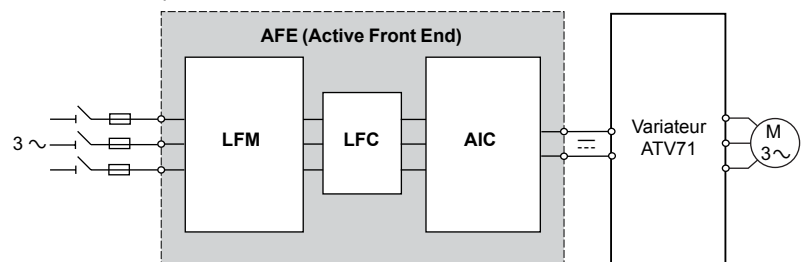 AFE (Active Front End)
3 ~
LFM
LFC
AIC
Variateur
ATV71
M
3~